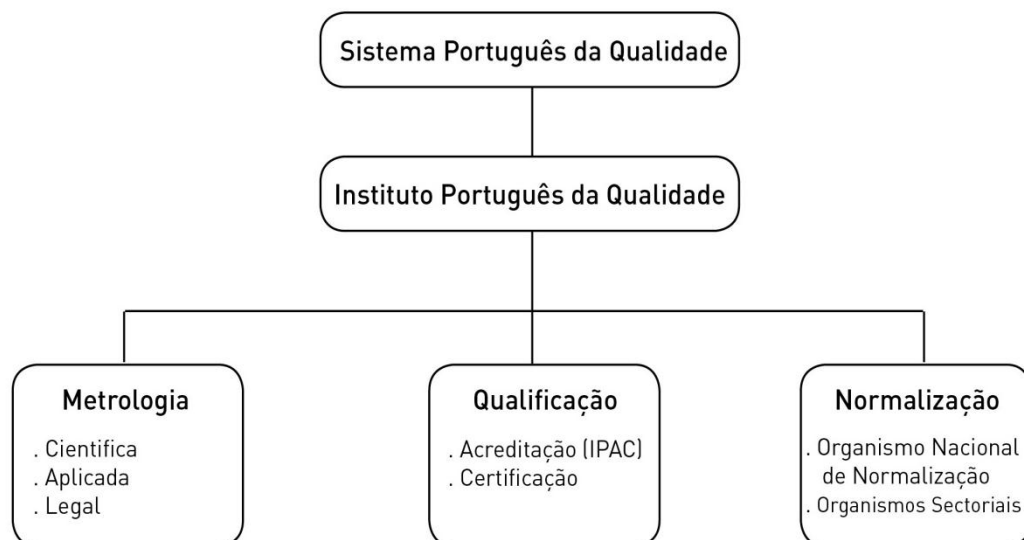 Sistema Português da Qualidade
Instituto Português da Qualidade
Metrologia
. Cientifica
. Aplicada
. Legal
Qualificação
. Acreditação (IPAC)
. Certificação
Normalização
. Organismo Nacional
de Normalização
. Organismos Sectoriais